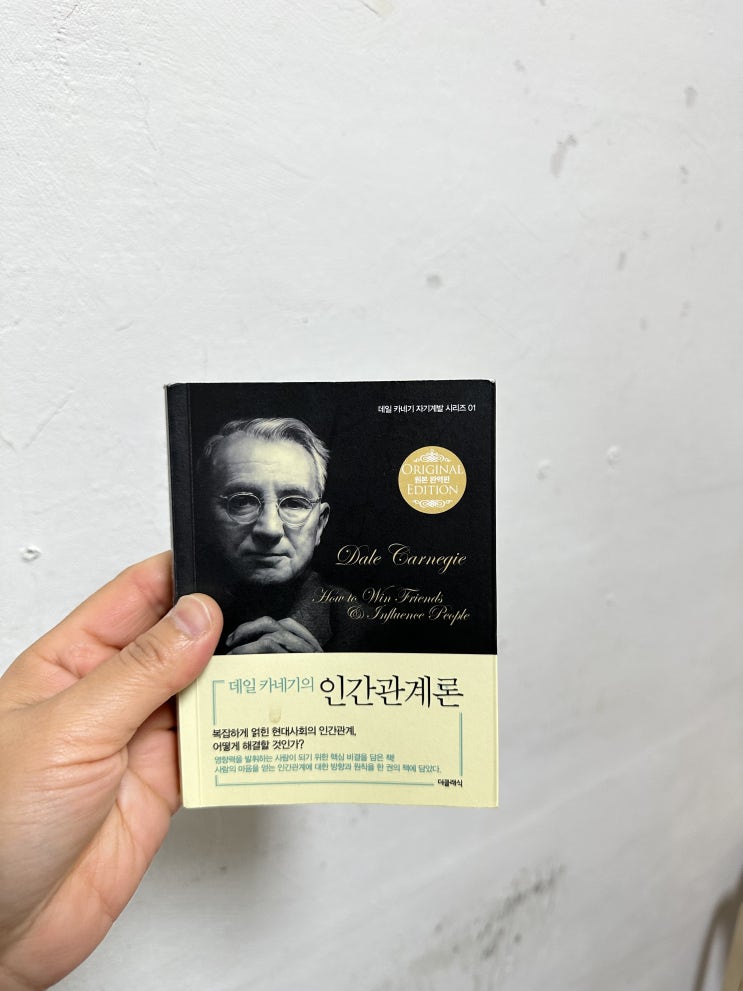 데일 카네기 자기계발 시리즈 01
ORIGINAL
원본 완역판
EDITION
Dale Carnegie
How to Win Friends
& Influence People
데일 카네기의 인간관계론
복잡하게 얽힌 현대사회의 인간관계,
어떻게 해결할 것인가?
영향력을 발휘하는 사람이 되기 위한 핵심 비결을 담은 책!
사람의 마음을 얻는 인간관계에 대한 방향과 원칙을 한 권의 책에 담았다.
더클래식